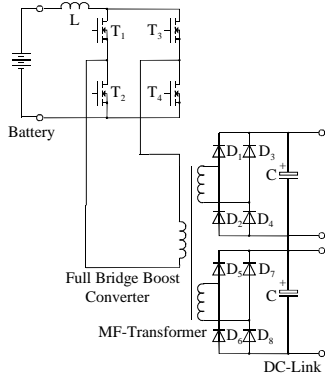 L
T1
T3
T2
T4
Battery
D1
D3
+
C
D2
D4
D5
D7
+
C
Full Bridge Boost
Converter
MF-Transformer
D6
D8
DC-Link